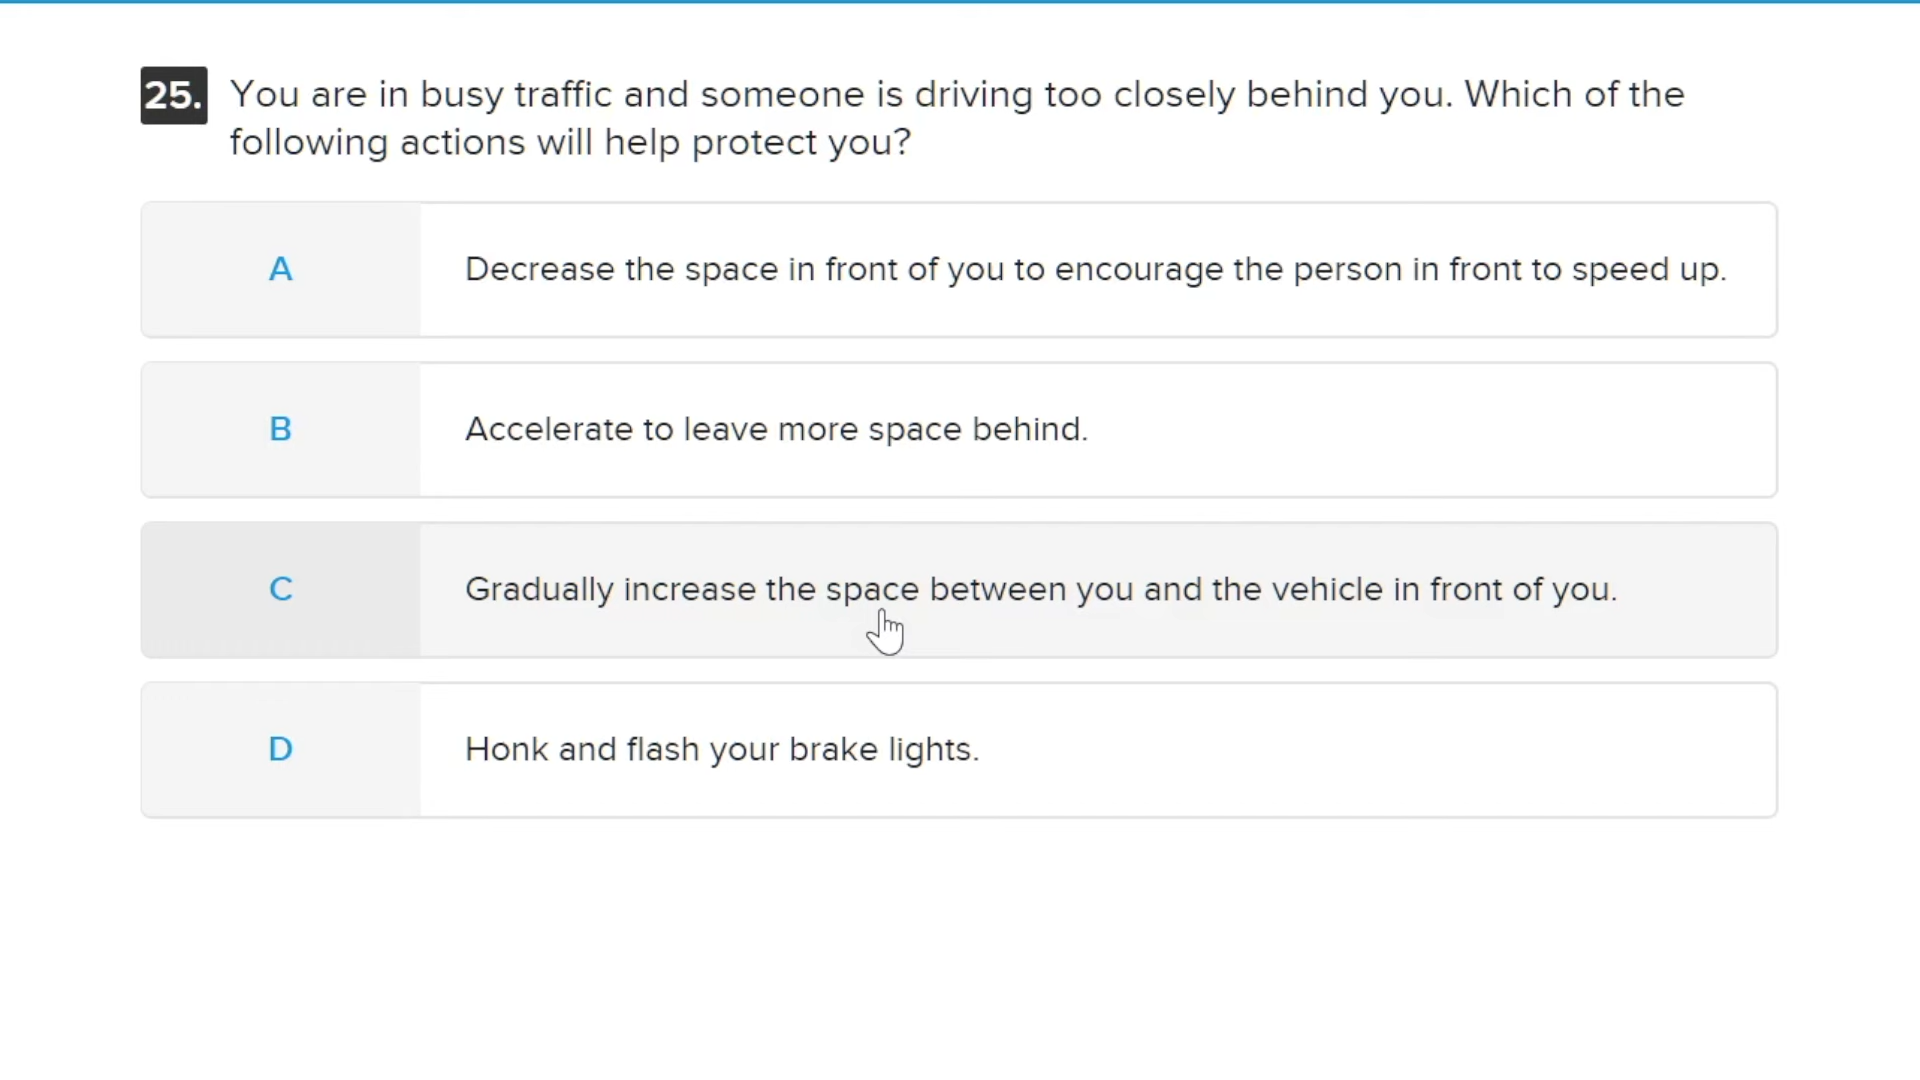 25. You are in busy traffic and someone is driving too closely behind you. Which of the
following actions will help protect you?
A Decrease the space in front of you to encourage the person in front to speed up.
B Accelerate to leave more space behind.
C Gradually increase the space between you and the vehicle in front of you.
D Honk and flash your brake lights.